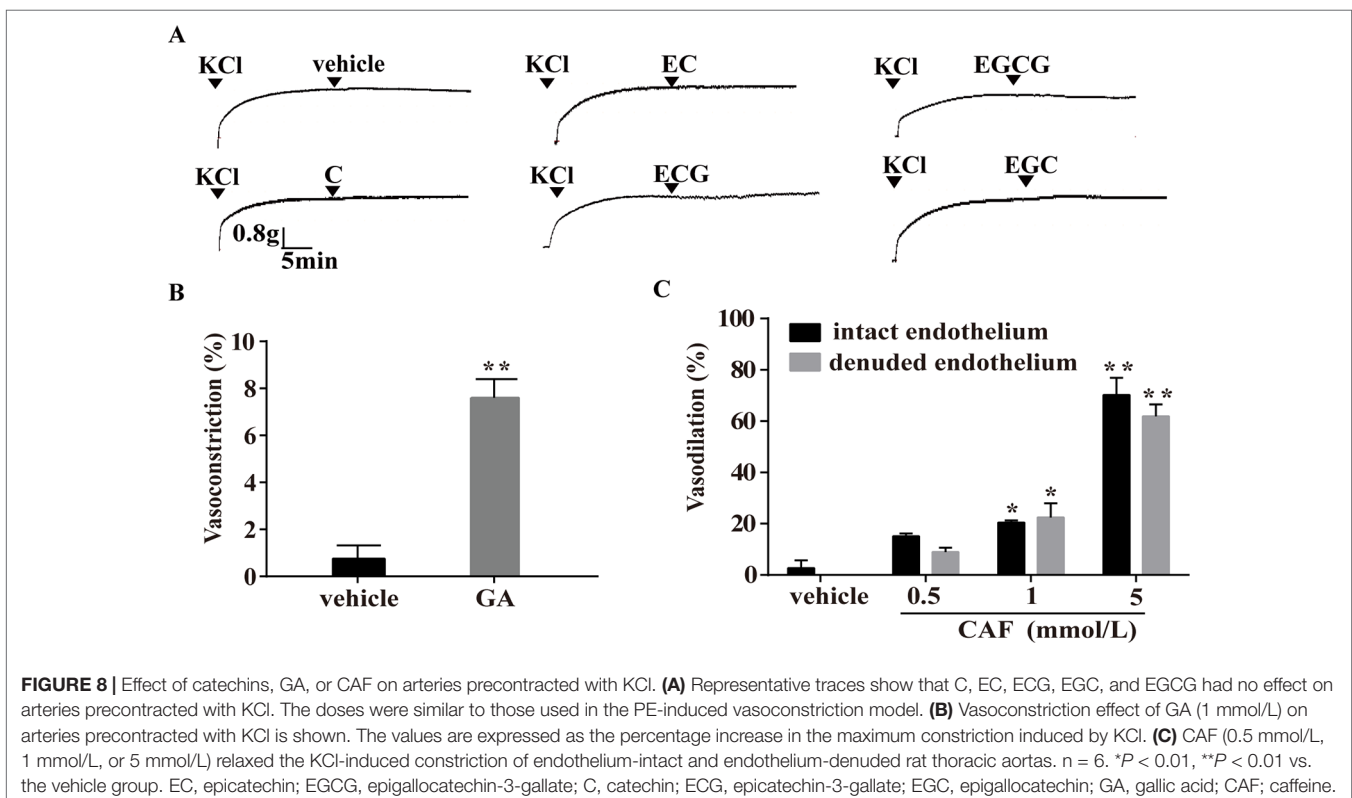 A
KCl vehicle KCl EC KCl EGCG
KCl C KCl ECG KCl EGC
0.8g
5min
B
Vasoconstriction (%)
10
8
6
4
2
0
**
vehicle GA
C
Vasodilation (%)
100
80
60
40
20
0
intact endothelium
denuded endothelium
** **
* *
vehicle 0.5 1 5
CAF (mmol/L)
FIGURE 8 | Effect of catechins, GA, or CAF on arteries precontracted with KCl. (A) Representative traces show that C, EC, ECG, EGC, and EGCG had no effect on
arteries precontracted with KCl. The doses were similar to those used in the PE-induced vasoconstriction model. (B) Vasoconstriction effect of GA (1 mmol/L) on
arteries precontracted with KCl is shown. The values are expressed as the percentage increase in the maximum constriction induced by KCl. (C) CAF (0.5 mmol/L,
1 mmol/L, or 5 mmol/L) relaxed the KCl-induced constriction of endothelium-intact and endothelium-denuded rat thoracic aortas. n = 6. *P < 0.01, **P < 0.01 vs.
the vehicle group. EC, epicatechin; EGCG, epigallocatechin-3-gallate; C, catechin; ECG, epicatechin-3-gallate; EGC, epigallocatechin; GA, gallic acid; CAF; caffeine.